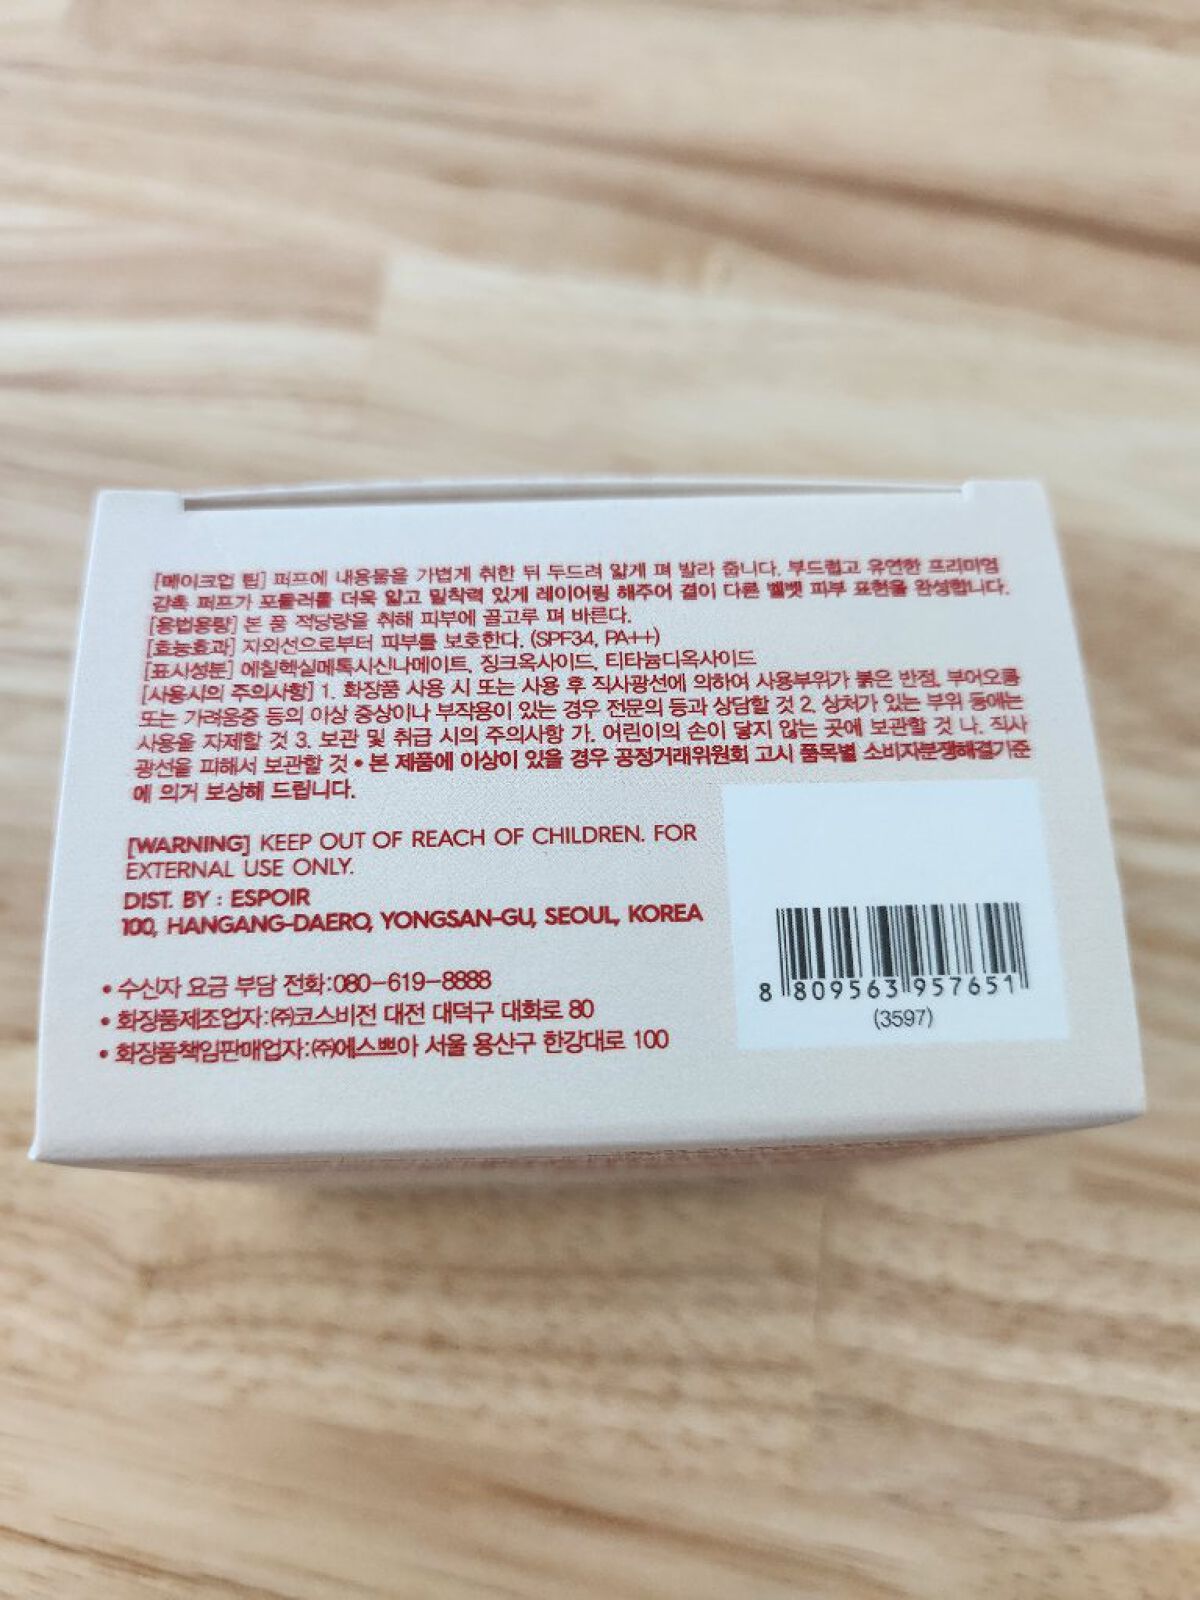 [메이크업 팁] 퍼프에 내용물을 가볍게 취한 뒤 두드려 얇게 펴 발라 줍니다. 부드럽고 유연한 프리미엄
감촉 퍼프가 포뮬러를 더욱 얇고 밀착력 있게 레이어링 해주어 결이 다른 벨벳 피부 표현을 완성합니다.
[용법용량] 본 품 적당량을 취해 피부에 골고루 펴 바른다.
[효능효과] 자외선으로부터 피부를 보호한다. (SPF34, PA++)
[표시성분] 에칠헥실메톡시신나메이트, 징크옥사이드, 티타늄디옥사이드
[사용시의 주의사항] 1. 화장품 사용 시 또는 사용 후 직사광선에 의하여 사용부위가 붉은 반점, 부어오름
또는 가려움증 등의 이상 증상이나 부작용이 있는 경우 전문의 등과 상담할 것 2. 상처가 있는 부위 등에는
사용을 자제할 것 3. 보관 및 취급 시의 주의사항 가. 어린이의 손이 닿지 않는 곳에 보관할 것 나. 직사
광선을 피해서 보관할 것 • 본 제품에 이상이 있을 경우 공정거래위원회 고시 품목별 소비자분쟁해결기준
에 의거 보상해 드립니다.
[WARNING] KEEP OUT OF REACH OF CHILDREN. FOR
EXTERNAL USE ONLY.
DIST. BY : ESPOIR
100, HANGANG-DAERO, YONGSAN-GU, SEOUL, KOREA
• 수신자 요금 부담 전화:080-619-8888
• 화장품제조업자:㈜코스비전 대전 대덕구 대화로 80
• 화장품책임판매업자:㈜에스쁘아 서울 용산구 한강대로 100
8 809563 957651
(3597)